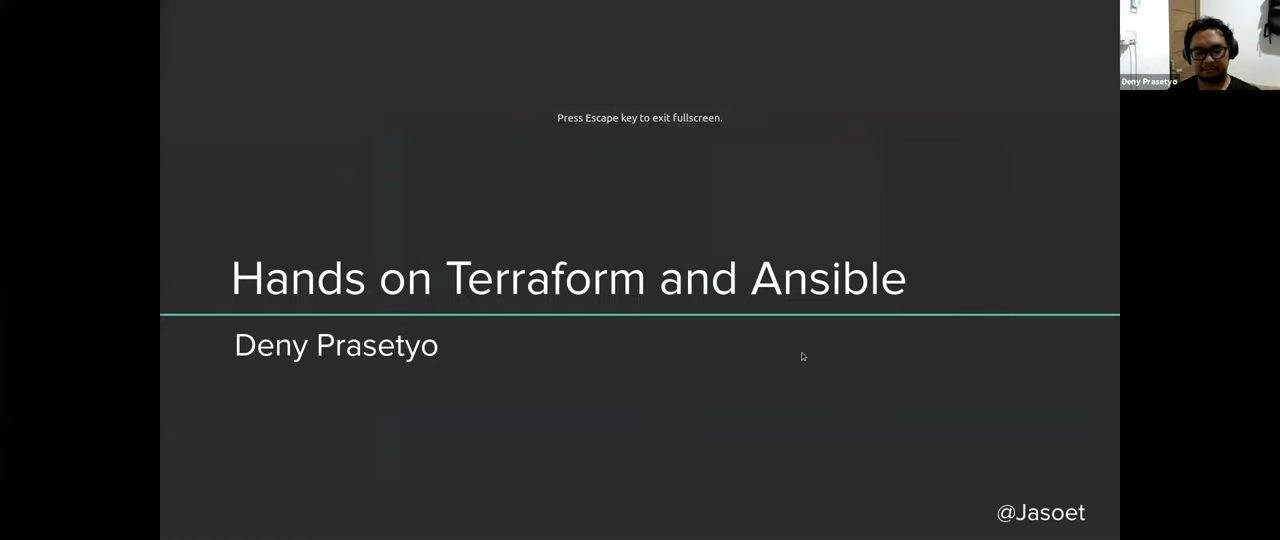 Press Escape key to exit fullscreen.
Deny Prasetyo
Hands on Terraform and Ansible
Deny Prasetyo
@Jasoet